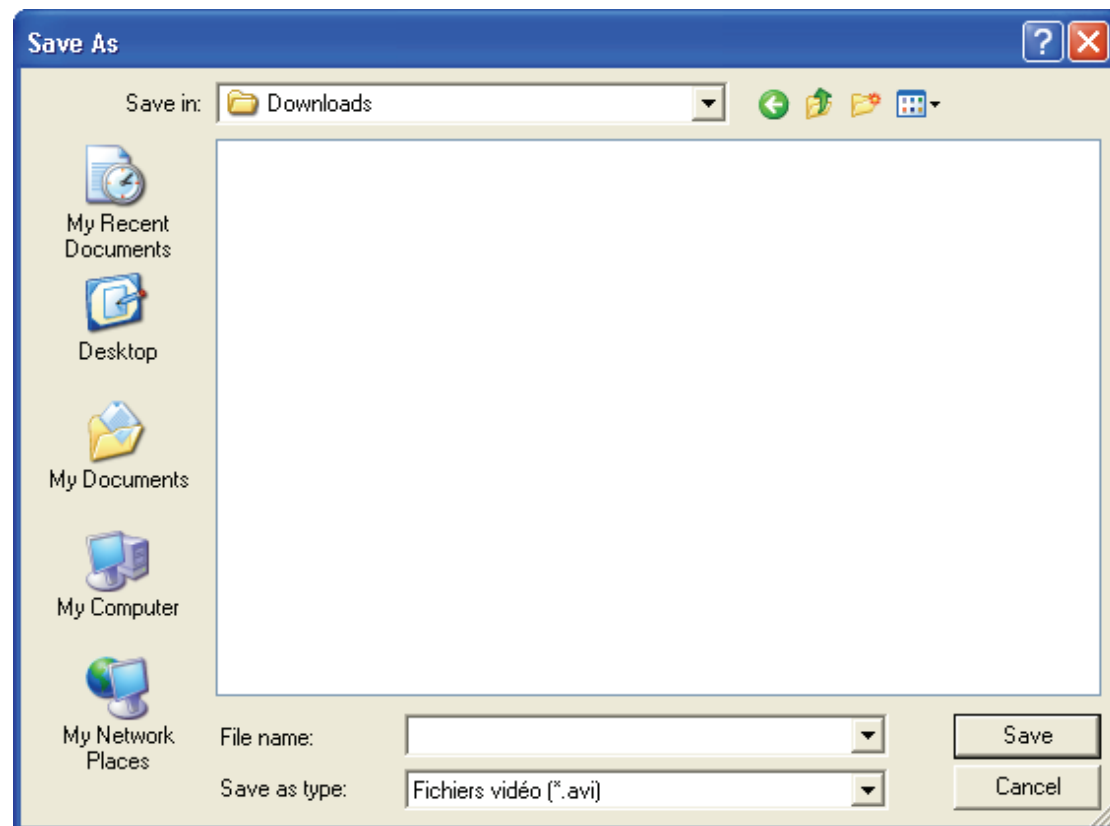 Save As
Save in:
Downloads
My Recent
Documents
Desktop
My Documents
My Computer
My Network
Places
File name:
Save
Save as type:
Fichiers vidéo (*.avi)
Cancel